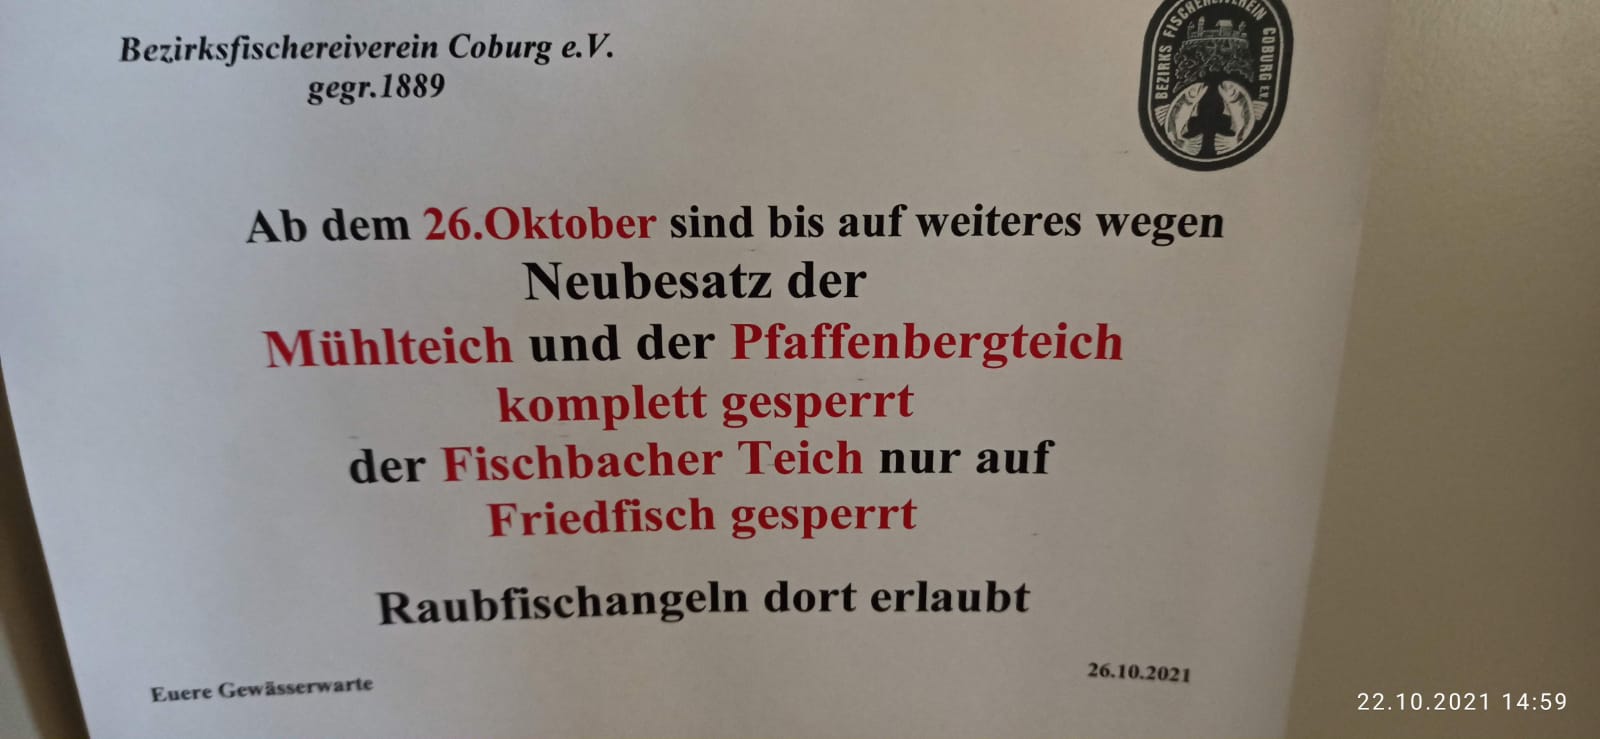 Bezirksfischereiverein Coburg e.V.
gegr.1889
BEZIRKS FISCHEREIVEREIN COBURG E.V.
Ab dem 26.Oktober sind bis auf weiteres wegen
Neubesatz der
Mühlteich und der Pfaffenbergteich
komplett gesperrt
der Fischbacher Teich nur auf
Friedfisch gesperrt
Raubfischangeln dort erlaubt
Euere Gewässerwarte
26.10.2021
22.10.2021 14:59